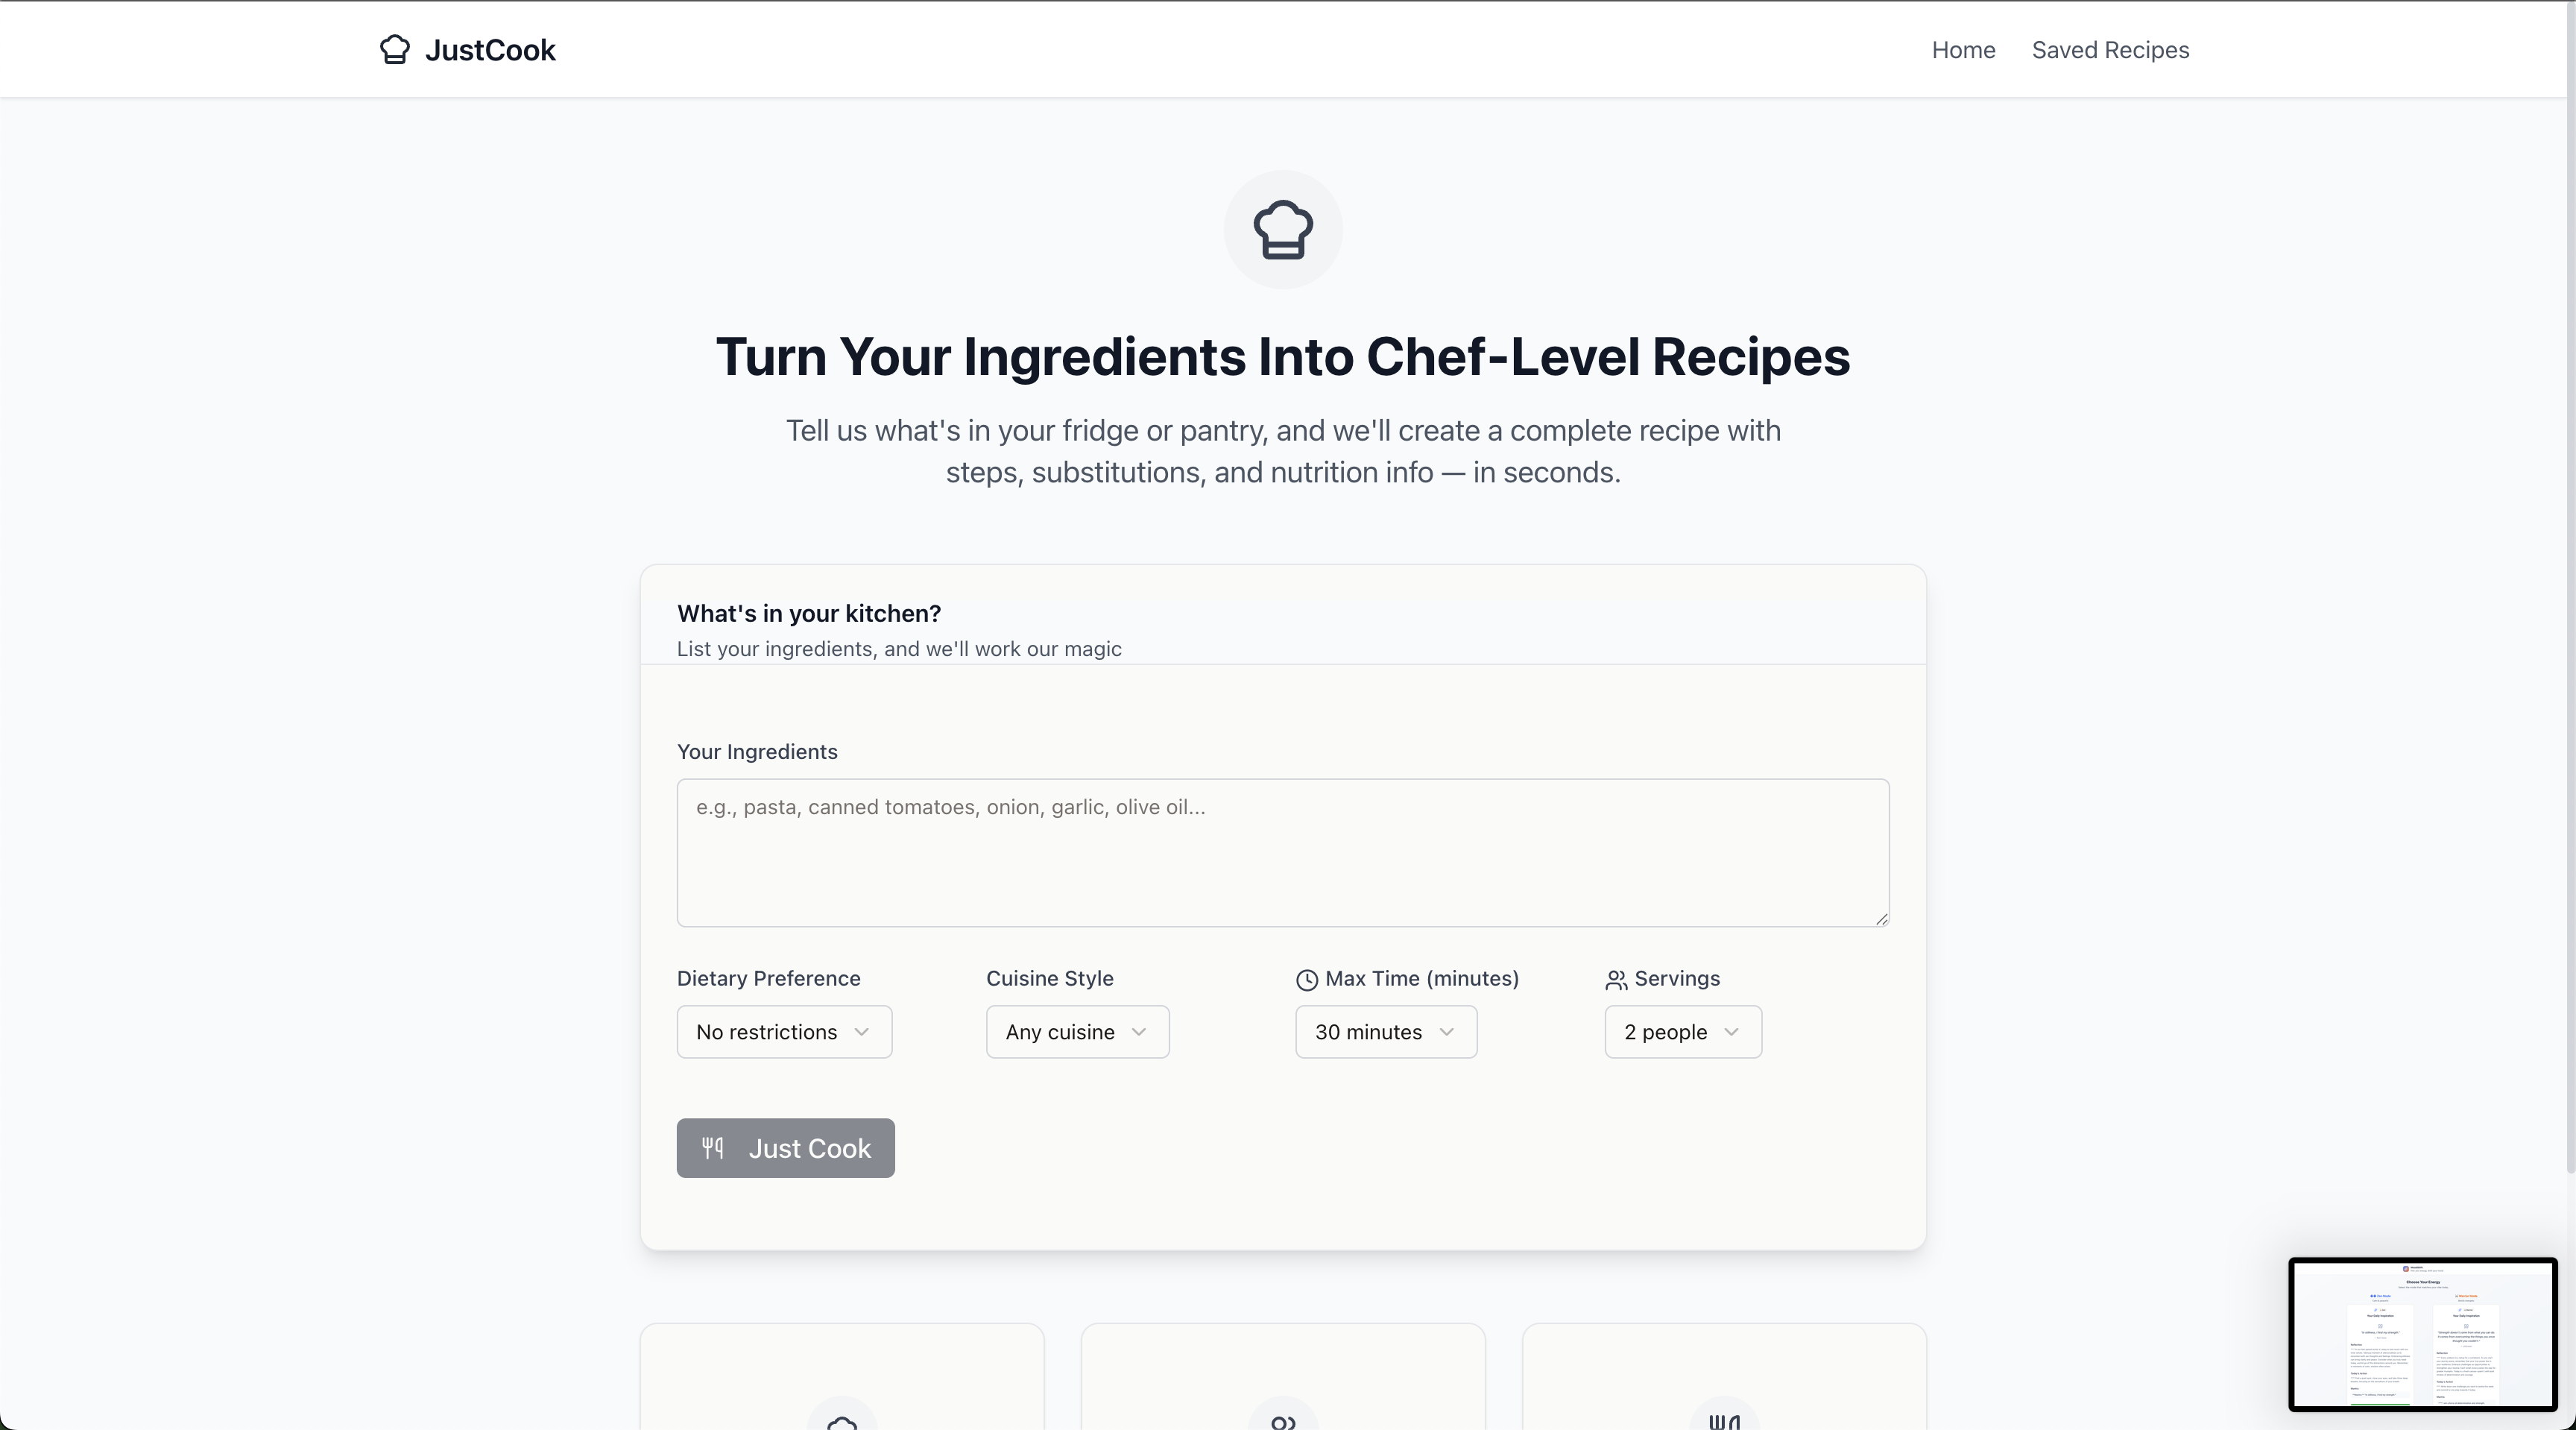 JustCook
Home
Saved Recipes
Turn Your Ingredients Into Chef-Level Recipes
Tell us what's in your fridge or pantry, and we'll create a complete recipe with
steps, substitutions, and nutrition info — in seconds.
What's in your kitchen?
List your ingredients, and we'll work our magic
Your Ingredients
e.g., pasta, canned tomatoes, onion, garlic, olive oil...
Dietary Preference
Cuisine Style
Max Time (minutes)
Servings
No restrictions
Any cuisine
30 minutes
2 people
Just Cook
Choose Your Energy